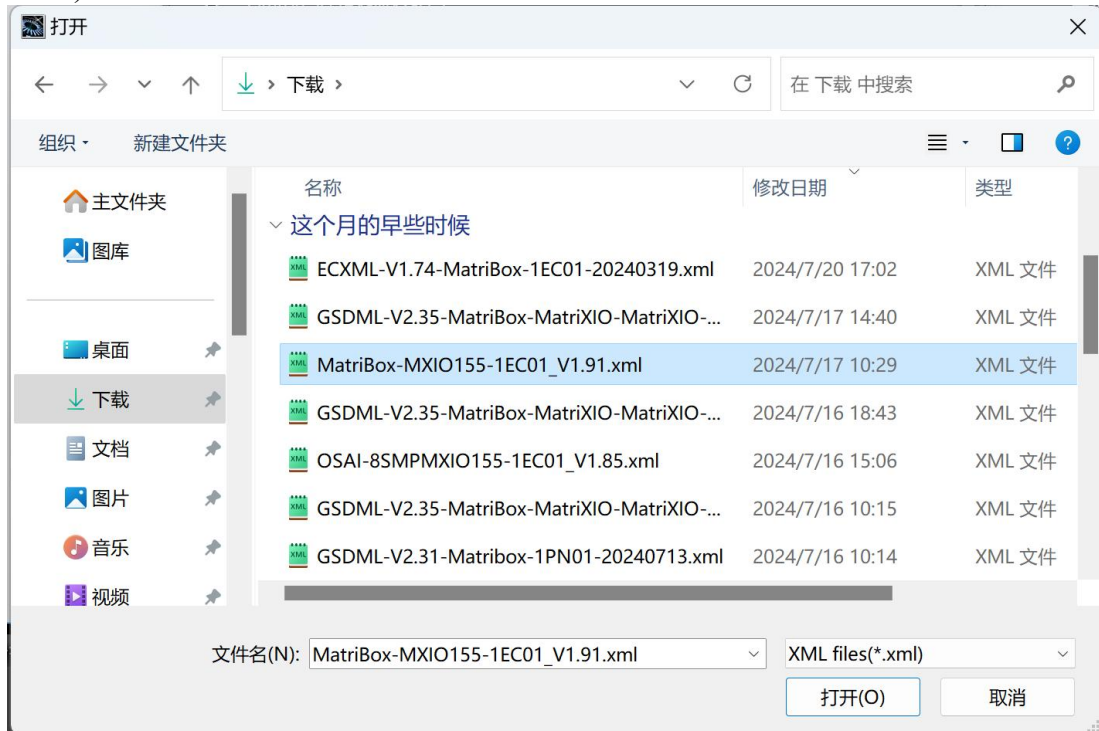 打开
下载
在 下载 中搜索
组织
新建文件夹
名称 修改日期 类型
主文件夹
图库
桌面
下载
文档
图片
音乐
视频
这个月的早些时候
ECXML-V1.74-MatriBox-1EC01-20240319.xml 2024/7/20 17:02 XML 文件
GSDML-V2.35-MatriBox-MatriXIO-MatriXIO-... 2024/7/17 14:40 XML 文件
MatriBox-MXIO155-1EC01_V1.91.xml 2024/7/17 10:29 XML 文件
GSDML-V2.35-MatriBox-MatriXIO-MatriXIO-... 2024/7/16 18:43 XML 文件
OSAI-8SMPMXIO155-1EC01_V1.85.xml 2024/7/16 15:06 XML 文件
GSDML-V2.35-MatriBox-MatriXIO-MatriXIO-... 2024/7/16 10:15 XML 文件
GSDML-V2.31-Matribox-1PN01-20240713.xml 2024/7/16 10:14 XML 文件
文件名(N): MatriBox-MXIO155-1EC01_V1.91.xml XML files(*.xml)
打开(O) 取消